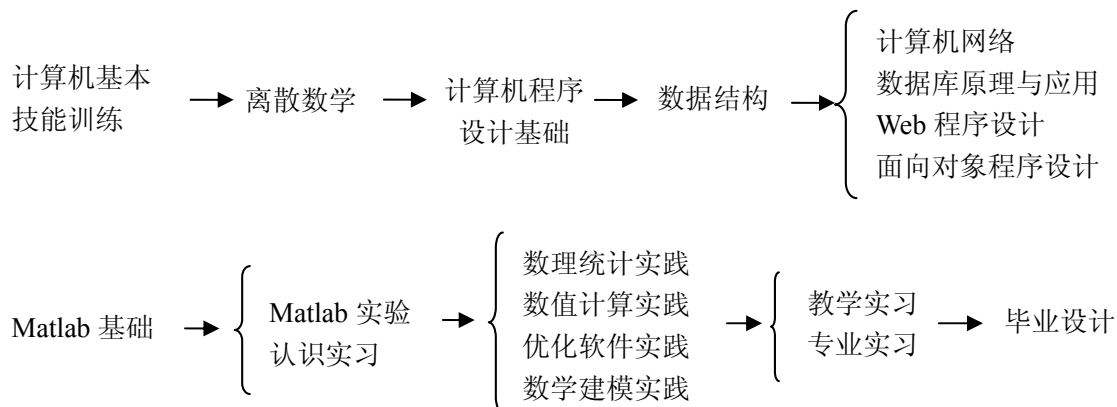 计算机基本
技能训练
离散数学
计算机程序
设计基础
数据结构
计算机网络
数据库原理与应用
Web 程序设计
面向对象程序设计
Matlab 基础
Matlab 实验
认识实习
数理统计实践
数值计算实践
优化软件实践
数学建模实践
教学实习
专业实习
毕业设计